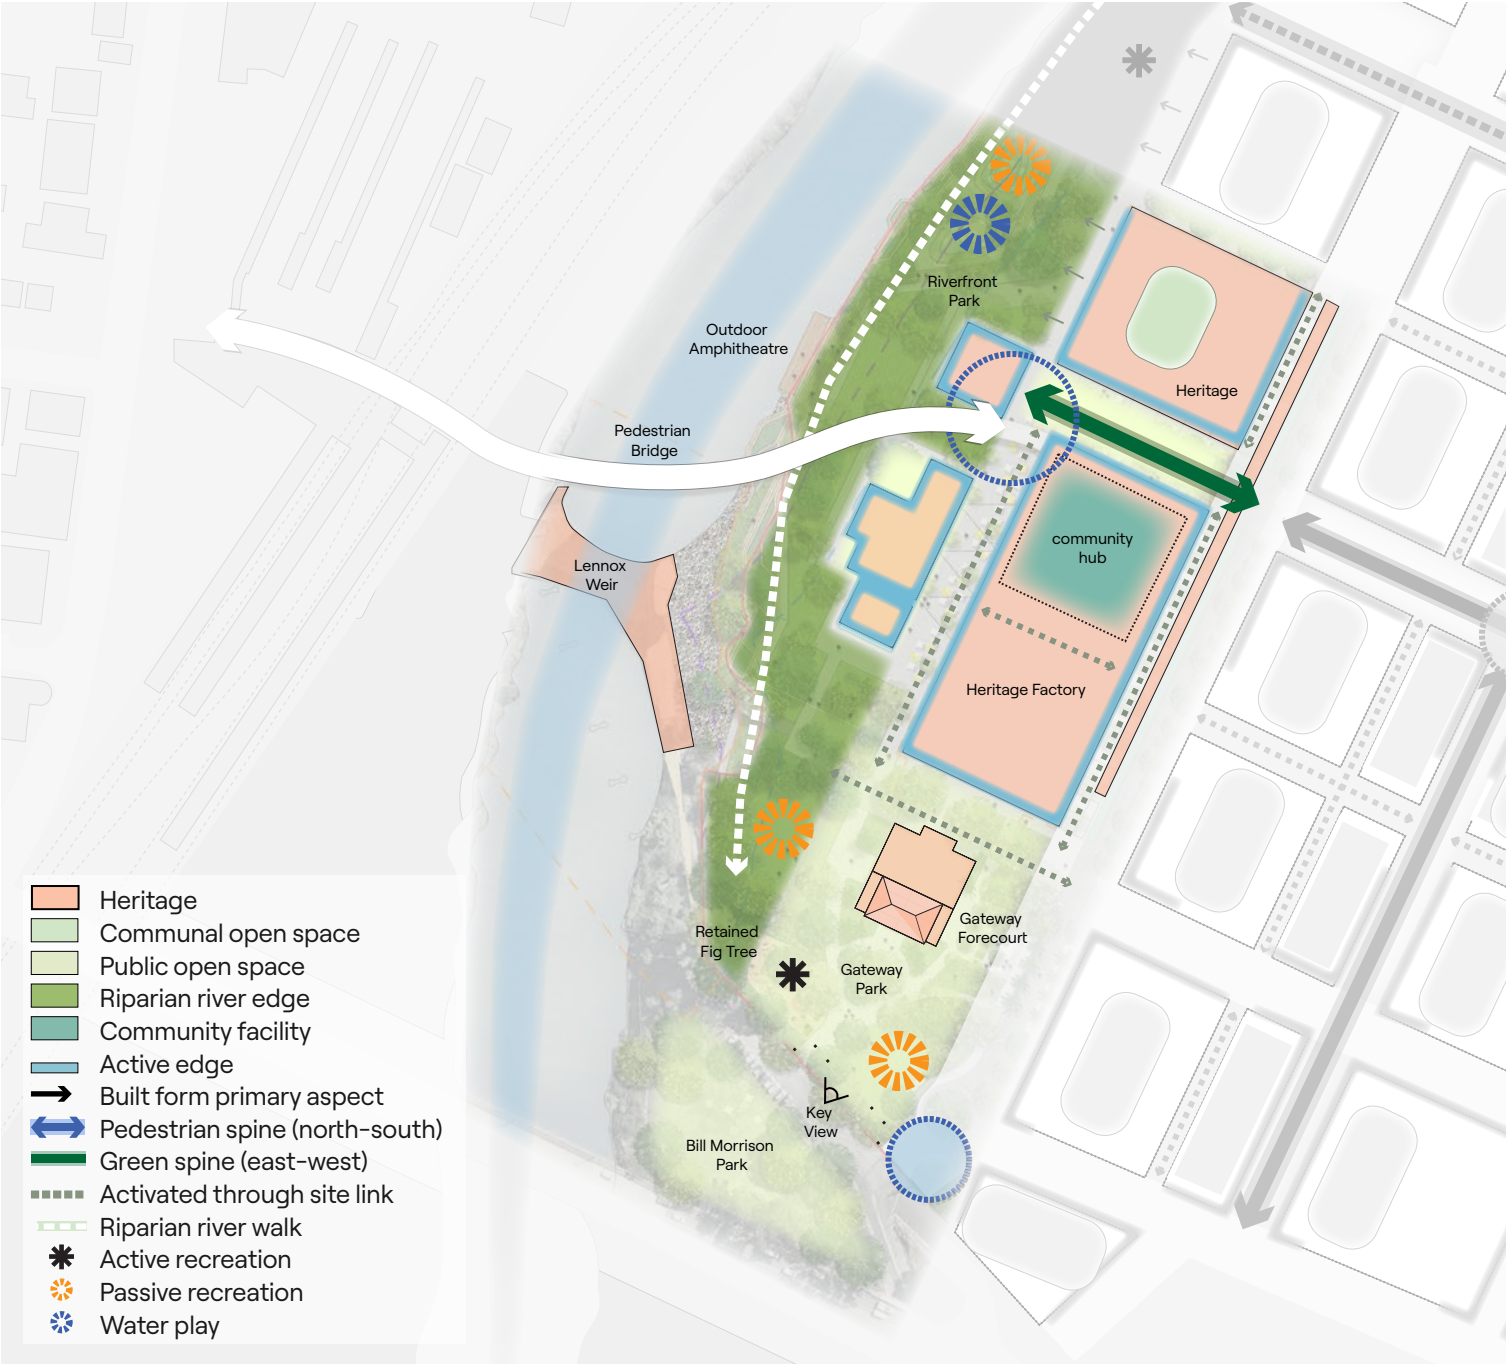 Riverfront
Park
Outdoor
Amphitheatre
Heritage
Pedestrian
Bridge
community
hub
Lennox
Weir
Heritage Factory
Retained
Fig Tree
Gateway
Forecourt
Gateway
Park
Key
View
Bill Morrison
Park
Heritage
Communal open space
Public open space
Riparian river edge
Community facility
Active edge
Built form primary aspect
Pedestrian spine (north-south)
Green spine (east-west)
Activated through site link
Riparian river walk
Active recreation
Passive recreation
Water play